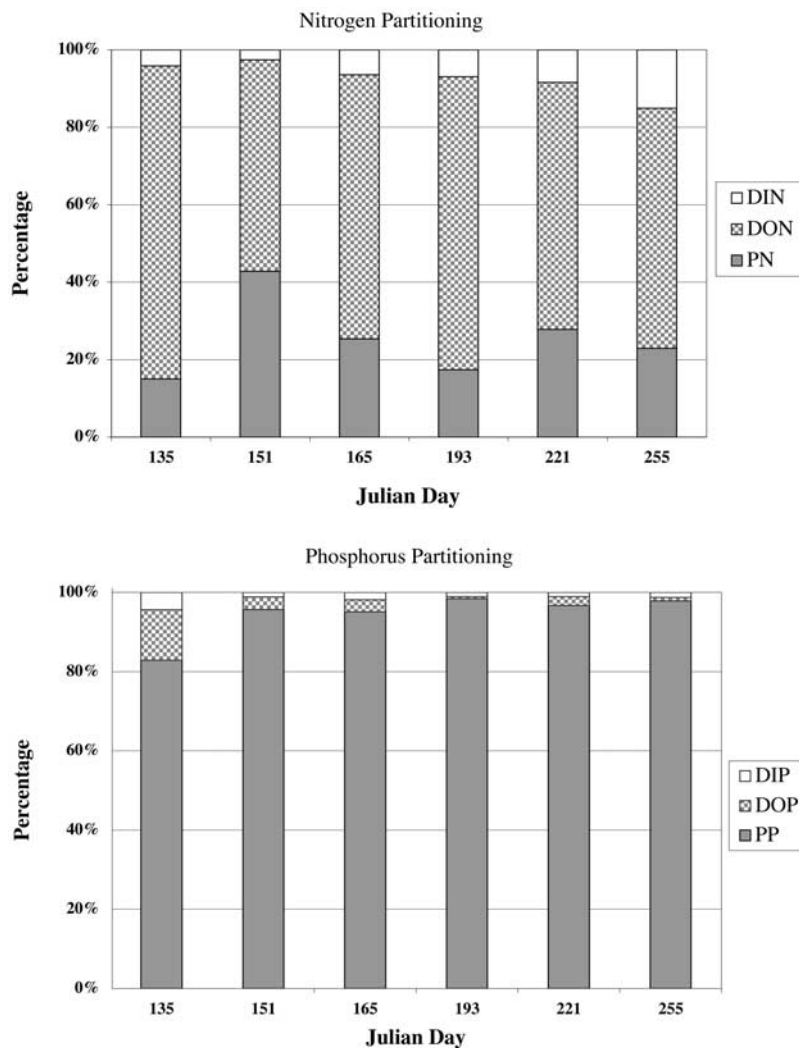 Nitrogen Partitioning
100%
80%
60%
40%
20%
0%
Percentage
135 151 165 193 221 255
Julian Day
DIN
DON
PN
Phosphorus Partitioning
100%
80%
60%
40%
20%
0%
Percentage
135 151 165 193 221 255
Julian Day
DIP
DOP
PP